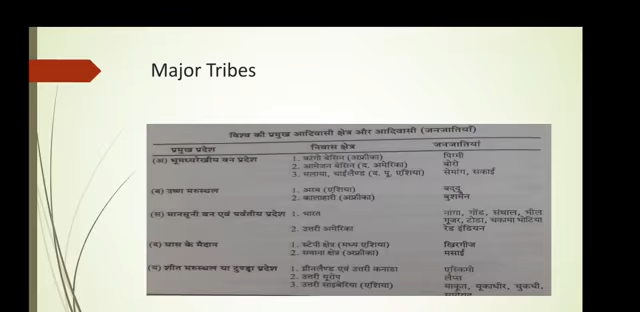 Major Tribes
विश्व की प्रमुख आदिवासी क्षेत्र और आदिवासी (जनजातियाँ)
प्रमुख प्रदेश निवास क्षेत्र जनजातियां
(अ) भूमध्यरेखीय वन प्रदेश 1. कांगो बेसिन (अफ्रीका) पिग्मी
2. आमेजन बेसिन (द. अमेरिका) बोरो
3. मलाया, थाईलैण्ड (द. पू. एशिया) सेमांग, सकाई
(ब) उष्ण मरुस्थल 1. अरब (एशिया) बद्दू
2. कालाहारी (अफ्रीका) बुशमैन
(स) मानसूनी वन एवं पर्वतीय प्रदेश 1. भारत नागा, गोंड, संथाल, भील
गूजर, टोडा, चकमा भोटिया
2. उत्तरी अमेरिका रेड इंडियन
(द) घास के मैदान 1. स्टेपी क्षेत्र (मध्य एशिया) खिरगीज
2. सवाना क्षेत्र (अफ्रीका) मसाई
(य) शीत मरुस्थल या टुण्ड्रा प्रदेश 1. ग्रीनलैण्ड एवं उत्तरी कनाडा एस्किमो
2. उत्तरी यूरोप लैप्स
3. उत्तरी साइबेरिया (एशिया) याकूत, यूकाधीर, चुकची,